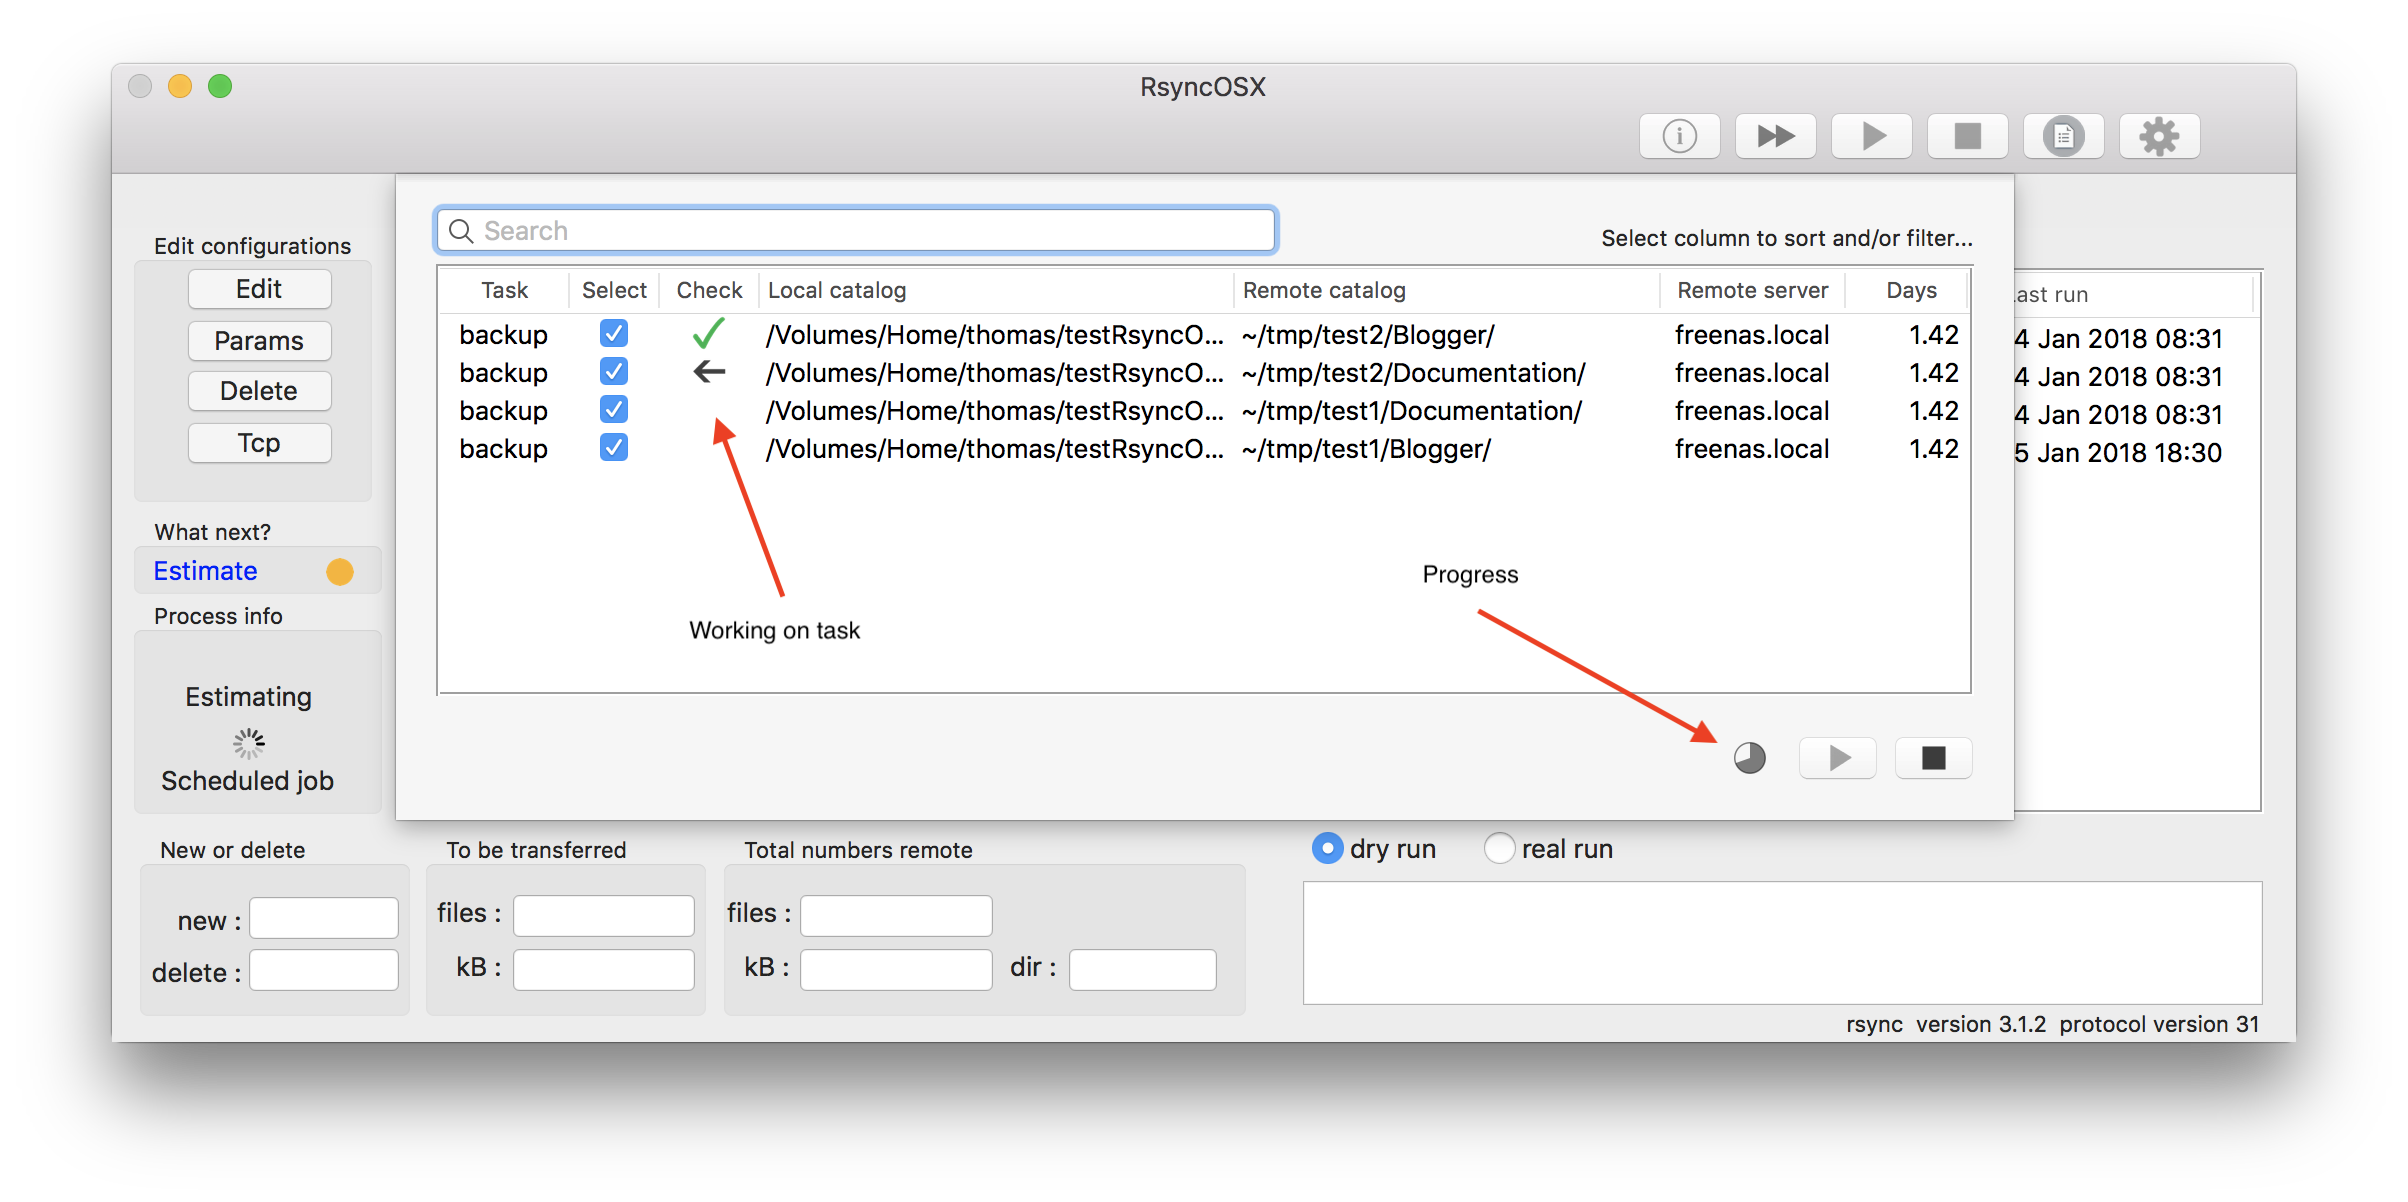 RsyncOSX
Edit configurations
Edit
Params
Delete
Tcp
What next?
Estimate
Process info
Estimating
Scheduled job
Search
Select column to sort and/or filter...
Task Select Check Local catalog Remote catalog Remote server Days
backup /Volumes/Home/thomas/testRsyncO... ~/tmp/test2/Blogger/ freenas.local 1.42
backup /Volumes/Home/thomas/testRsyncO... ~/tmp/test2/Documentation/ freenas.local 1.42
backup /Volumes/Home/thomas/testRsyncO... ~/tmp/test1/Documentation/ freenas.local 1.42
backup /Volumes/Home/thomas/testRsyncO... ~/tmp/test1/Blogger/ freenas.local 1.42
Working on task
Progress
ast run
4 Jan 2018 08:31
4 Jan 2018 08:31
4 Jan 2018 08:31
5 Jan 2018 18:30
New or delete
new :
delete :
To be transferred
files :
kB :
Total numbers remote
files :
kB : dir :
dry run real run
rsync version 3.1.2 protocol version 31